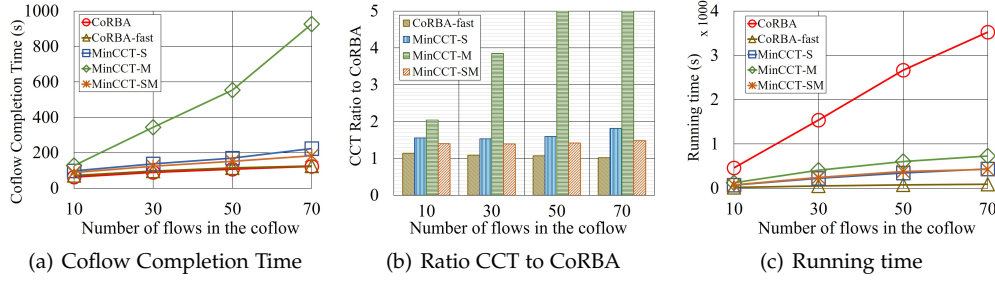 Coflow Completion Time (s)
1000
800
600
400
200
0
CoRBA
CoRBA-fast
MinCCT-S
MinCCT-M
MinCCT-SM
10 30 50 70
Number of flows in the coflow
(a) Coflow Completion Time
CCT Ratio to CoRBA
5
4
3
2
1
0
CoRBA-fast
MinCCT-S
MinCCT-M
MinCCT-SM
10 30 50 70
Number of flows in the coflow
(b) Ratio CCT to CoRBA
Running time (s)
x 1000
4
3
2
1
0
CoRBA
CoRBA-fast
MinCCT-S
MinCCT-M
MinCCT-SM
10 30 50 70
Number of flows in the coflow
(c) Running time